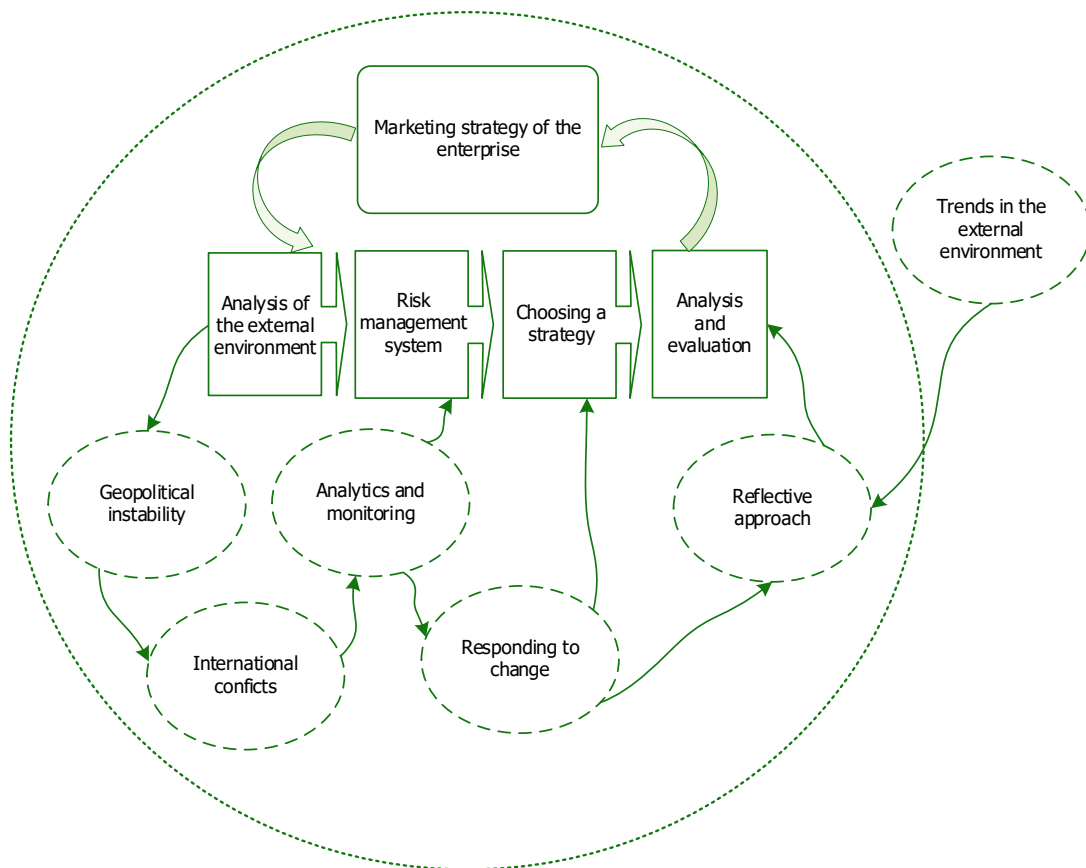 Marketing strategy of the
enterprise
Trends in the
external
environment
Analysis of
the external
environment
Risk
management
system
Choosing a
strategy
Analysis
and
evaluation
Geopolitical
instability
Analytics and
monitoring
Reflective
approach
International
conficts
Responding to
change